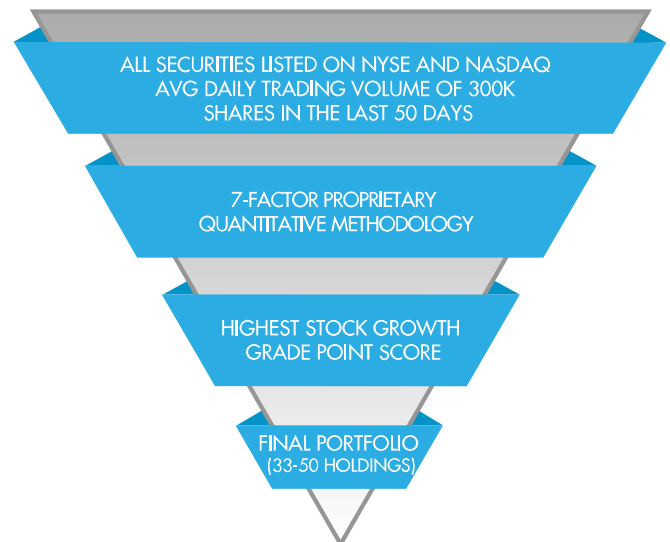 ALL SECURITIES LISTED ON NYSE AND NASDAQ
AVG DAILY TRADING VOLUME OF 300K
SHARES IN THE LAST 50 DAYS
7-FACTOR PROPRIETARY
QUANTITATIVE METHODOLOGY
HIGHEST STOCK GROWTH
GRADE POINT SCORE
FINAL PORTFOLIO
(33-50 HOLDINGS)